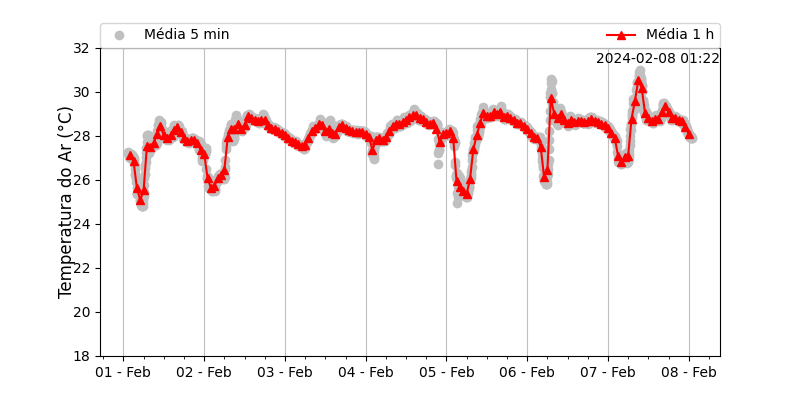 Média 5 min
Média 1 h
2024-02-08 01:22
Temperatura do Ar (°C)
32
30
28
26
24
22
20
18
01 - Feb
02 - Feb
03 - Feb
04 - Feb
05 - Feb
06 - Feb
07 - Feb
08 - Feb